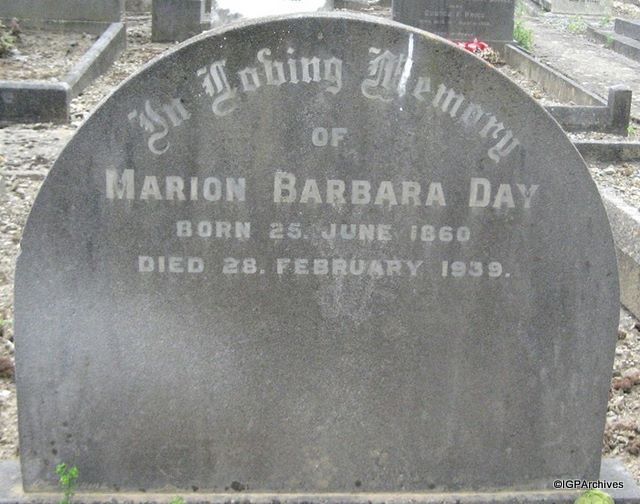 In Loving Memory
OF
MARION BARBARA DAY
BORN 25. JUNE 1860
DIED 28. FEBRUARY 1939.
©IGPArchives